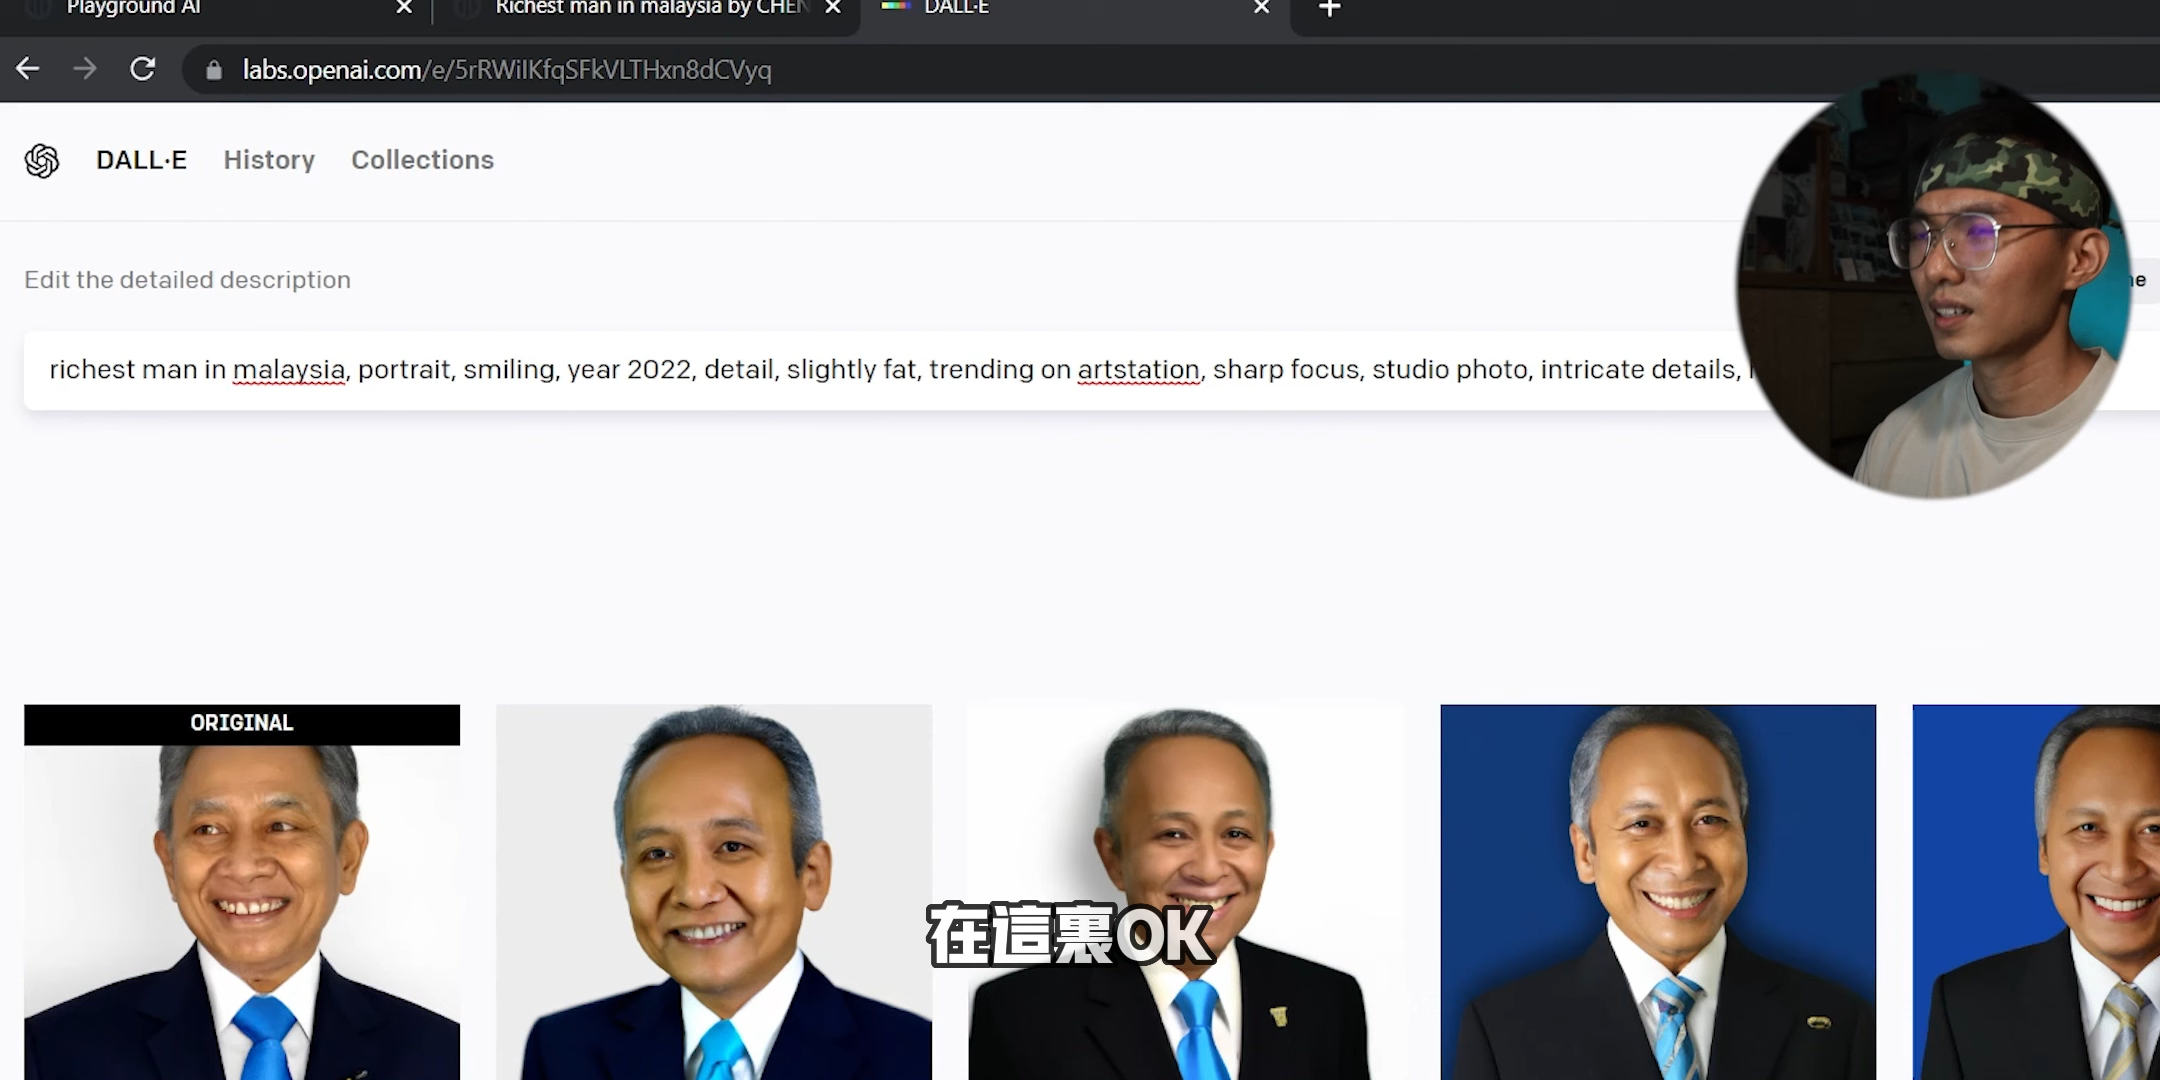 Playground AI
Richest man in malaysia by CHEN
DALL·E
labs.openai.com/e/5rRWilKfqSFkVLTHxn8dCVyq
DALL·E History Collections
Edit the detailed description
richest man in malaysia, portrait, smiling, year 2022, detail, slightly fat, trending on artstation, sharp focus, studio photo, intricate details,
ORIGINAL
在這裏OK